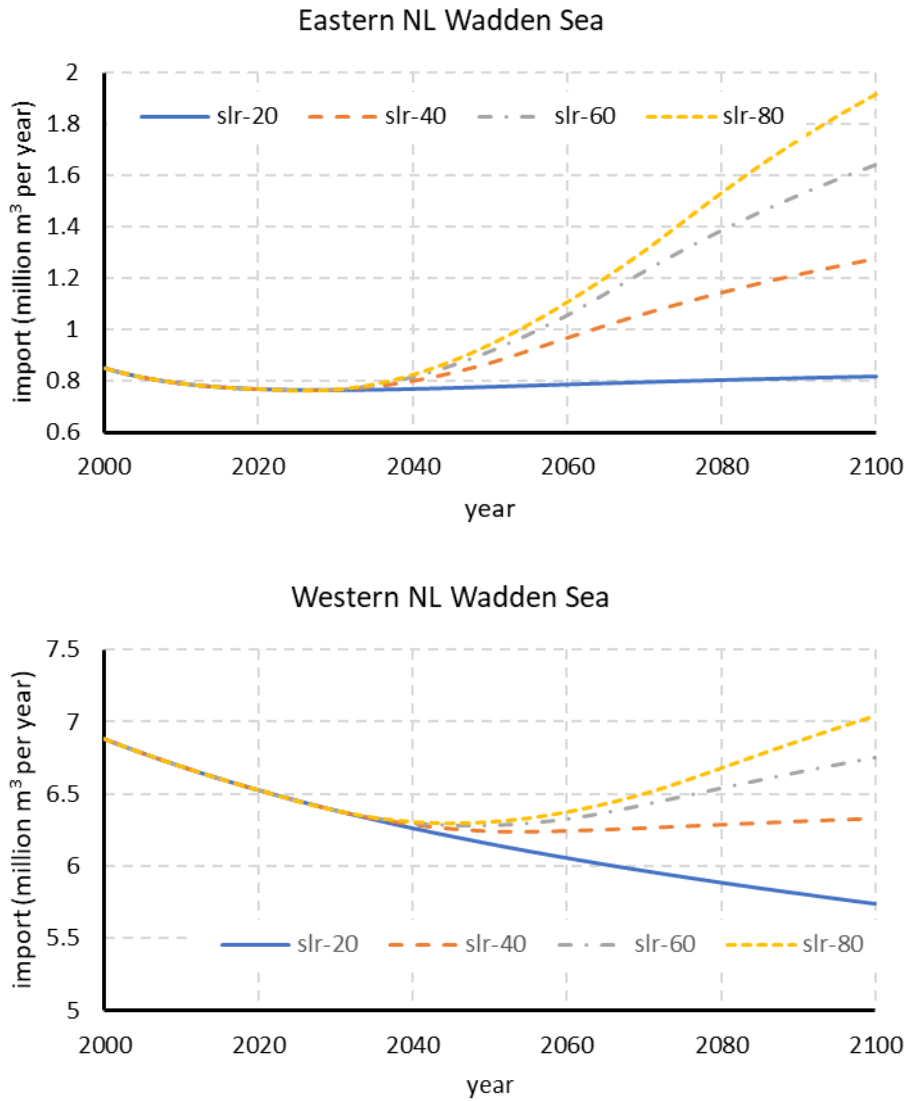 Eastern NL Wadden Sea
import (million m³ per year)
2
1.8
1.6
1.4
1.2
1
0.8
0.6
slr-20 slr-40 slr-60 slr-80
2000 2020 2040 2060 2080 2100
year
Western NL Wadden Sea
import (million m³ per year)
7.5
7
6.5
6
5.5
5
slr-20 slr-40 slr-60 slr-80
2000 2020 2040 2060 2080 2100
year